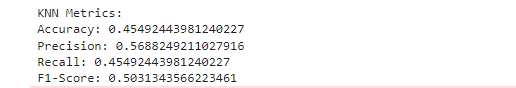 KNN Metrics:
Accuracy: 0.45492443981240227
Precision: 0.5688249211027916
Recall: 0.45492443981240227
F1-Score: 0.5031343566223461